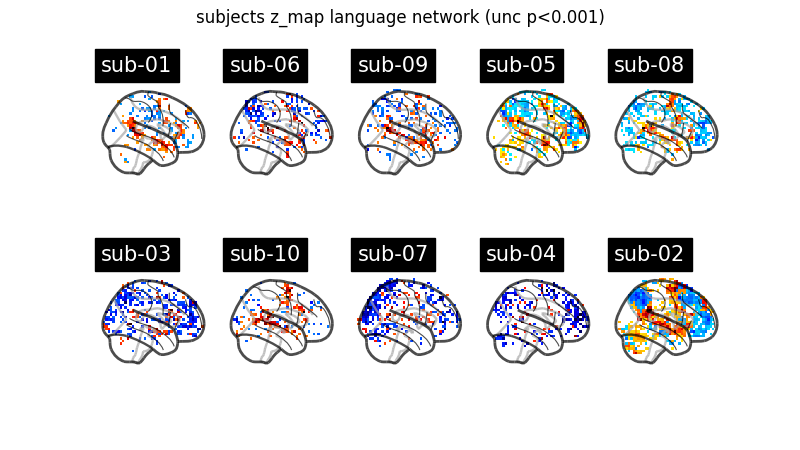 subjects z_map language network (unc p<0.001)
sub-01 sub-06 sub-09 sub-05 sub-08
sub-03 sub-10 sub-07 sub-04 sub-02